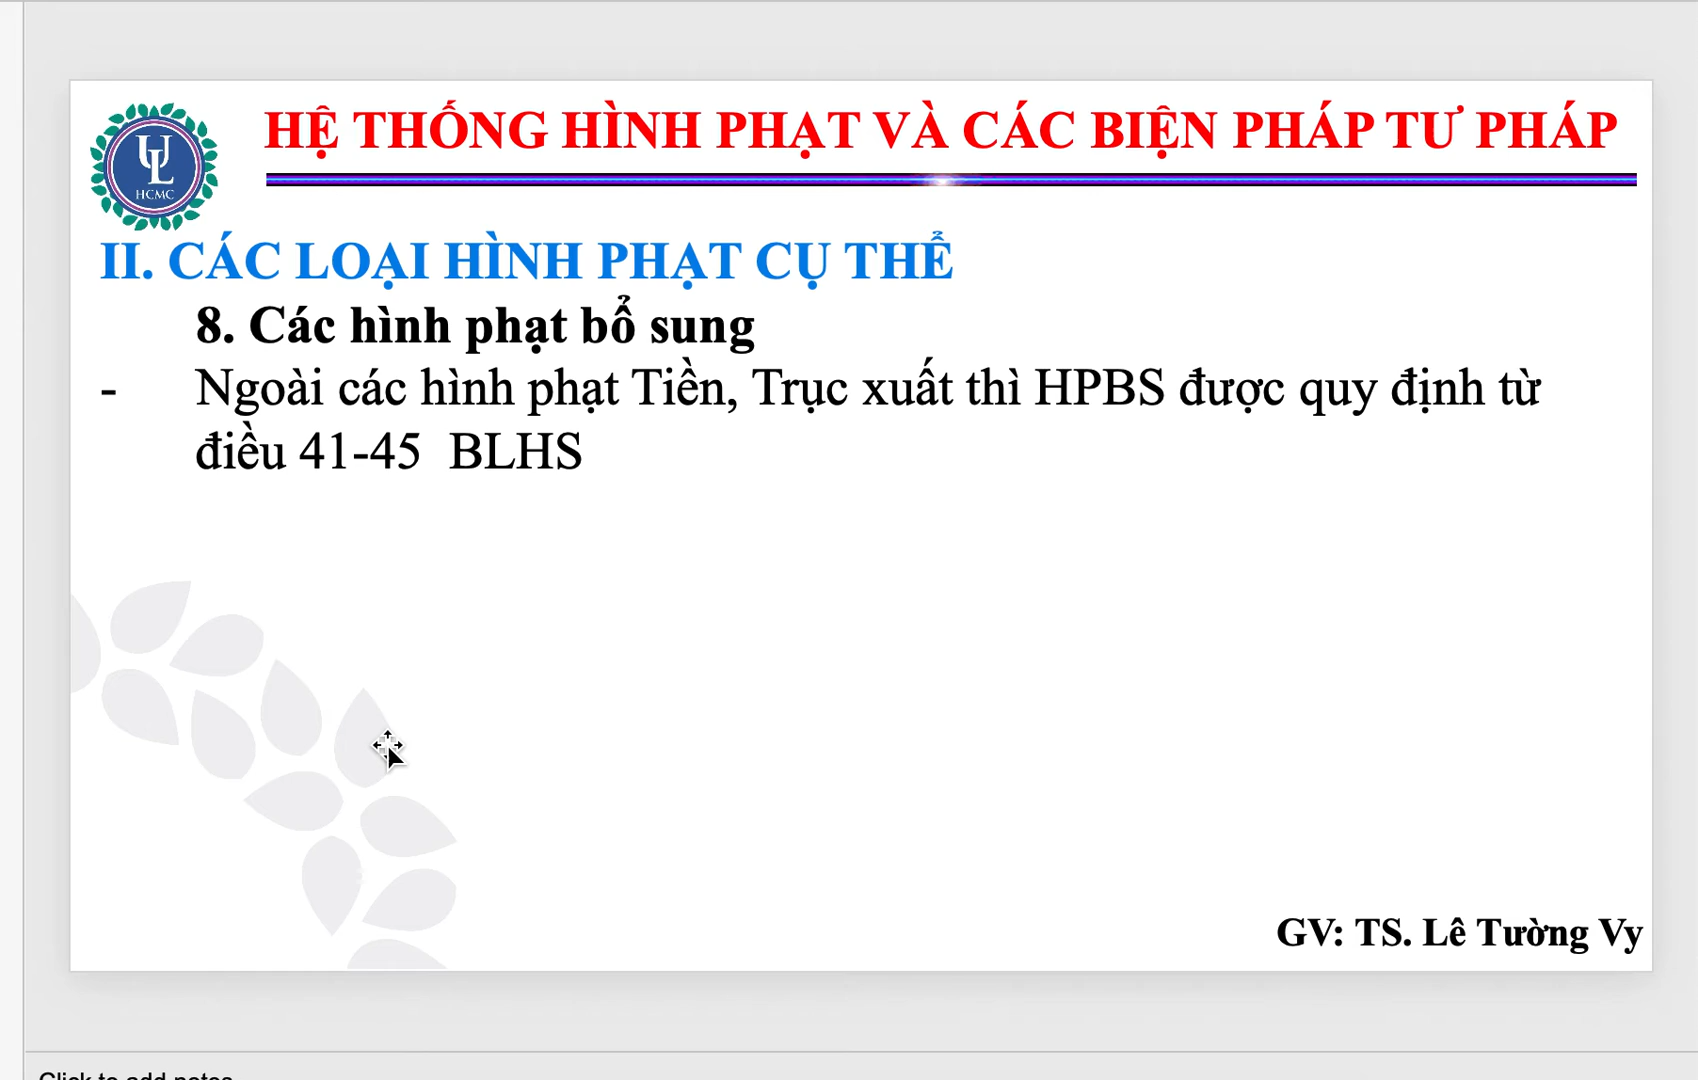 HỆ THỐNG HÌNH PHẠT VÀ CÁC BIỆN PHÁP TƯ PHÁP
UL
HCMC
II. CÁC LOẠI HÌNH PHẠT CỤ THỂ
8. Các hình phạt bổ sung
- Ngoài các hình phạt Tiền, Trục xuất thì HPBS được quy định từ
điều 41-45 BLHS
GV: TS. Lê Tường Vy
Click to add notes